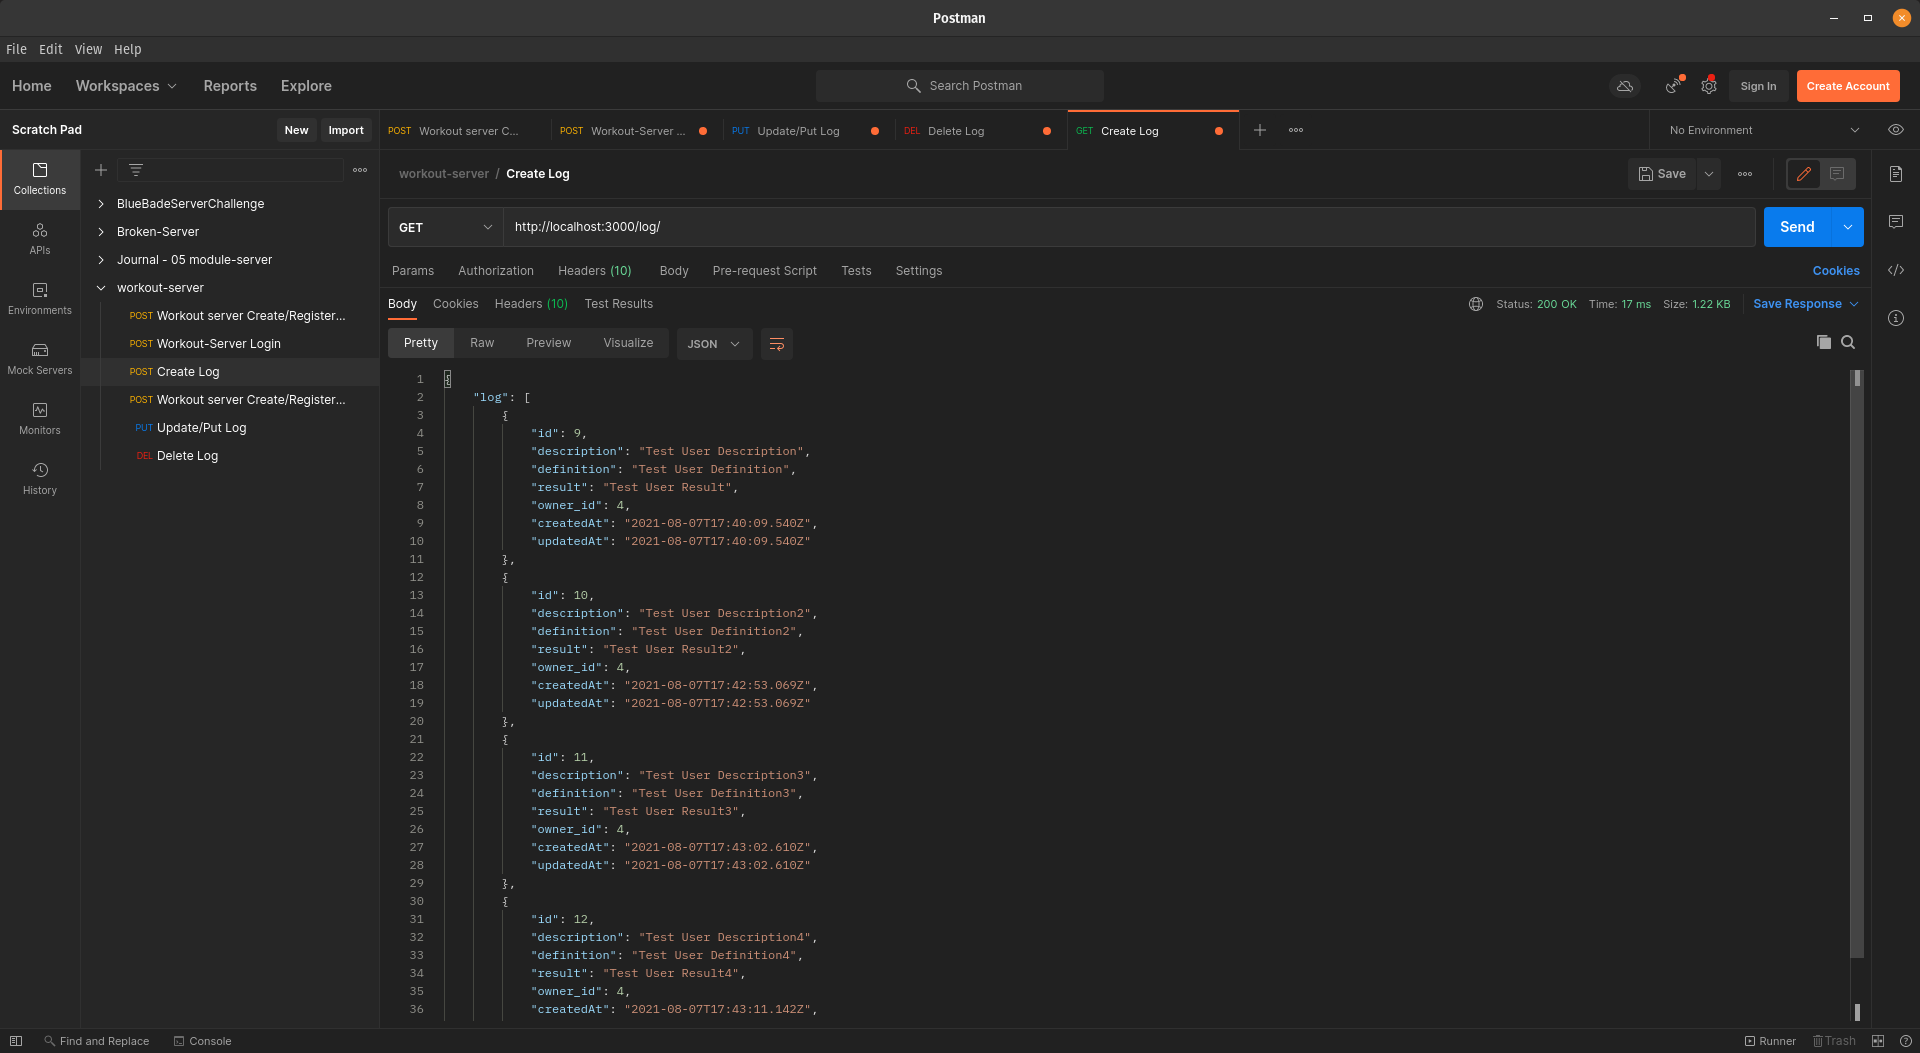 Postman
File Edit View Help
Home Workspaces Reports Explore Search Postman Sign In Create Account
Scratch Pad New Import
POST Workout server C... POST Workout-Server ... PUT Update/Put Log DEL Delete Log GET Create Log No Environment
Collections
APIs
Environments
Mock Servers
Monitors
History
BlueBadeServerChallenge
Broken-Server
Journal - 05 module-server
workout-server
POST Workout server Create/Register...
POST Workout-Server Login
POST Create Log
POST Workout server Create/Register...
PUT Update/Put Log
DEL Delete Log
workout-server / Create Log Save
GET http://localhost:3000/log/ Send
Params Authorization Headers (10) Body Pre-request Script Tests Settings Cookies
Body Cookies Headers (10) Test Results Status: 200 OK Time: 17 ms Size: 1.22 KB Save Response
Pretty Raw Preview Visualize JSON
1 {
2 "log": [
3 {
4 "id": 9,
5 "description": "Test User Description",
6 "definition": "Test User Definition",
7 "result": "Test User Result",
8 "owner_id": 4,
9 "createdAt": "2021-08-07T17:40:09.540Z",
10 "updatedAt": "2021-08-07T17:40:09.540Z"
11 },
12 {
13 "id": 10,
14 "description": "Test User Description2",
15 "definition": "Test User Definition2",
16 "result": "Test User Result2",
17 "owner_id": 4,
18 "createdAt": "2021-08-07T17:42:53.069Z",
19 "updatedAt": "2021-08-07T17:42:53.069Z"
20 },
21 {
22 "id": 11,
23 "description": "Test User Description3",
24 "definition": "Test User Definition3",
25 "result": "Test User Result3",
26 "owner_id": 4,
27 "createdAt": "2021-08-07T17:43:02.610Z",
28 "updatedAt": "2021-08-07T17:43:02.610Z"
29 },
30 {
31 "id": 12,
32 "description": "Test User Description4",
33 "definition": "Test User Definition4",
34 "result": "Test User Result4",
35 "owner_id": 4,
36 "createdAt": "2021-08-07T17:43:11.142Z",
Find and Replace Console Runner Trash